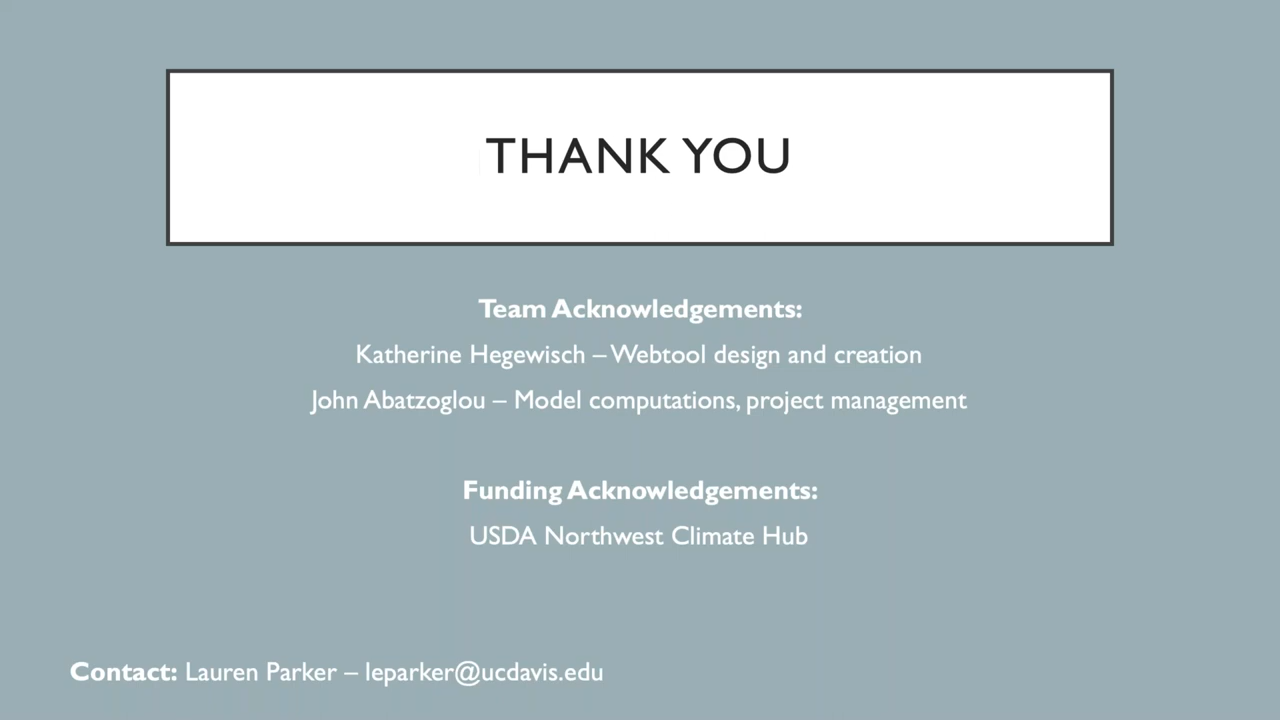 THANK YOU
Team Acknowledgements:
Katherine Hegewisch – Webtool design and creation
John Abatzoglou – Model computations, project management
Funding Acknowledgements:
USDA Northwest Climate Hub
Contact: Lauren Parker – leparker@ucdavis.edu